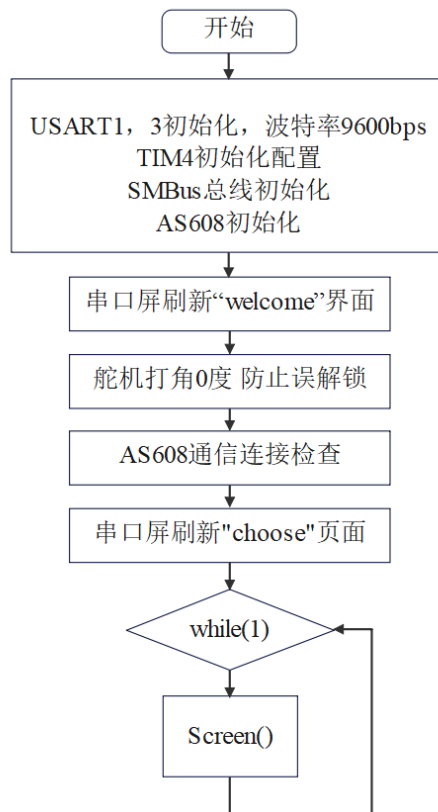 开始
USART1，3初始化，波特率9600bps
TIM4初始化配置
SMBus总线初始化
AS608初始化
串口屏刷新“welcome”界面
舵机打角0度 防止误解锁
AS608通信连接检查
串口屏刷新"choose"页面
while(1)
Screen()